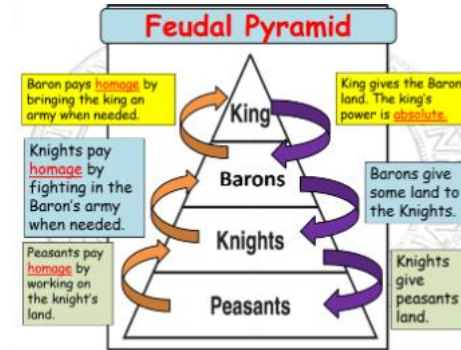 Feudal Pyramid
Baron pays homage by
bringing the king an
army when needed.
King gives the Baron
land. The king's
power is absolute.
King
Knights pay
homage by
fighting in the
Baron's army
when needed.
Barons
Barons give
some land to
the Knights.
Knights
Peasants pay
homage by
working on
the knight's
land.
Knights
give
peasants
land.
Peasants